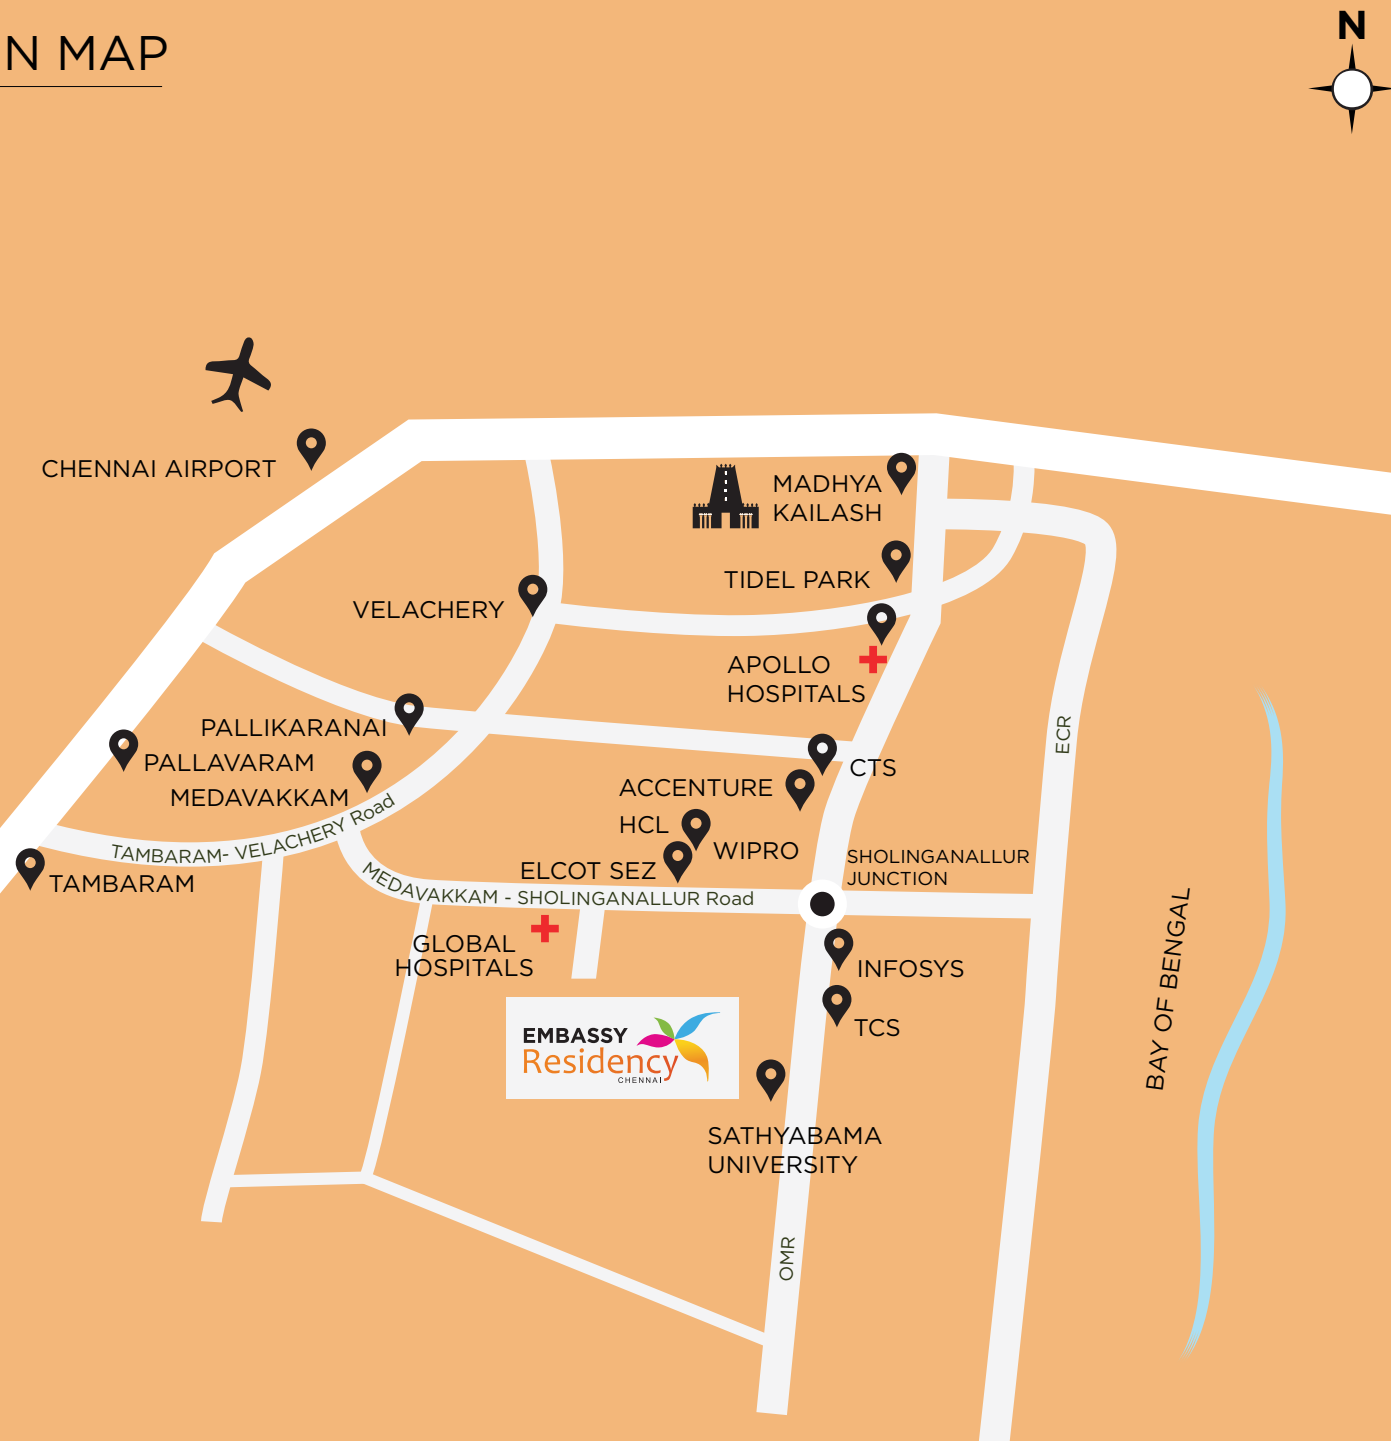 N MAP
N
CHENNAI AIRPORT
MADHYA
KAILASH
TIDEL PARK
VELACHERY
APOLLO
HOSPITALS
PALLIKARANAI
PALLAVARAM
MEDAVAKKAM
CTS
ECR
ACCENTURE
HCL
WIPRO
ELCOT SEZ
TAMBARAM- VELACHERY Road
TAMBARAM
MEDAVAKKAM - SHOLINGANALLUR Road
SHOLINGANALLUR
JUNCTION
GLOBAL
HOSPITALS
INFOSYS
TCS
BAY OF BENGAL
EMBASSY
Residency
CHENNAI
SATHYABAMA
UNIVERSITY
OMR